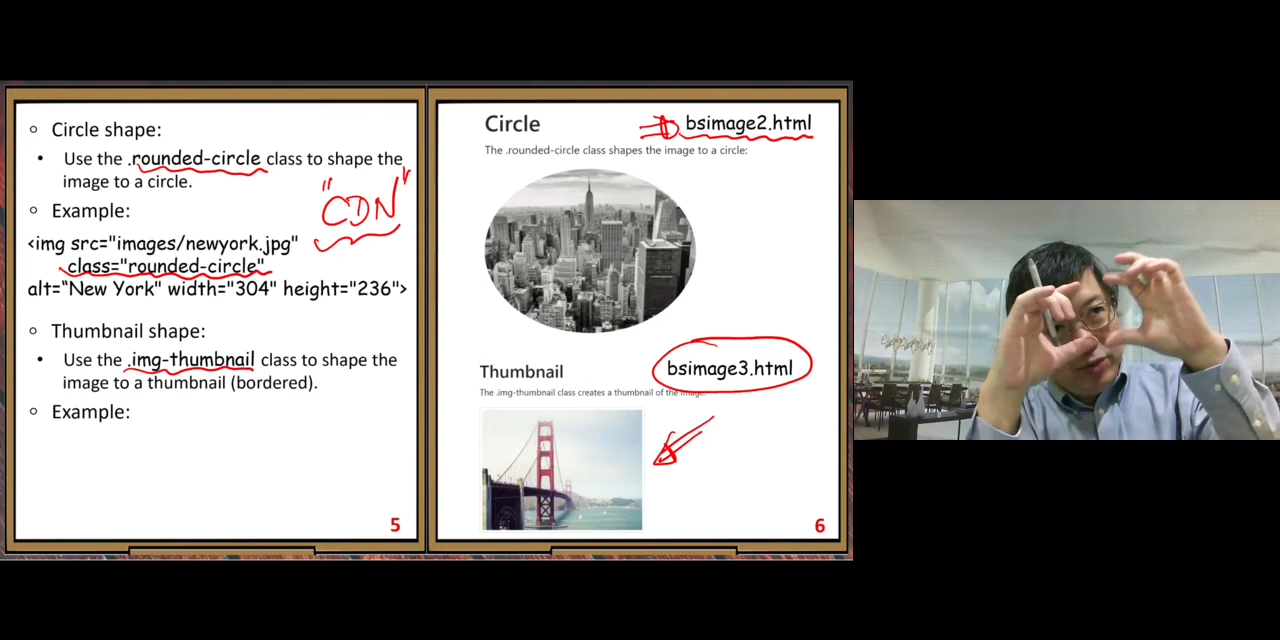 ○ Circle shape:
• Use the .rounded-circle class to shape the
image to a circle.
○ Example:
"CDN"
<img src="images/newyork.jpg"
class="rounded-circle"
alt="New York" width="304" height="236">
○ Thumbnail shape:
• Use the .img-thumbnail class to shape the
image to a thumbnail (bordered).
○ Example:
5
Circle
bsimage2.html
The .rounded-circle class shapes the image to a circle:
bsimage3.html
Thumbnail
The .img-thumbnail class creates a thumbnail of the image:
6